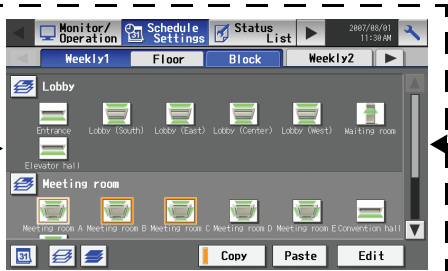 Monitor/ Operation
Schedule Settings
Status List
2007/08/01 11:30 AM
Weekly1 Floor Block Weekly2
Lobby
Entrance Lobby (South) Lobby (East) Lobby (Center) Lobby (West) Waiting room
Elevator hall
Meeting room
Meeting room A Meeting room B Meeting room C Meeting room D Meeting room E Convention hall
31 Copy Paste Edit